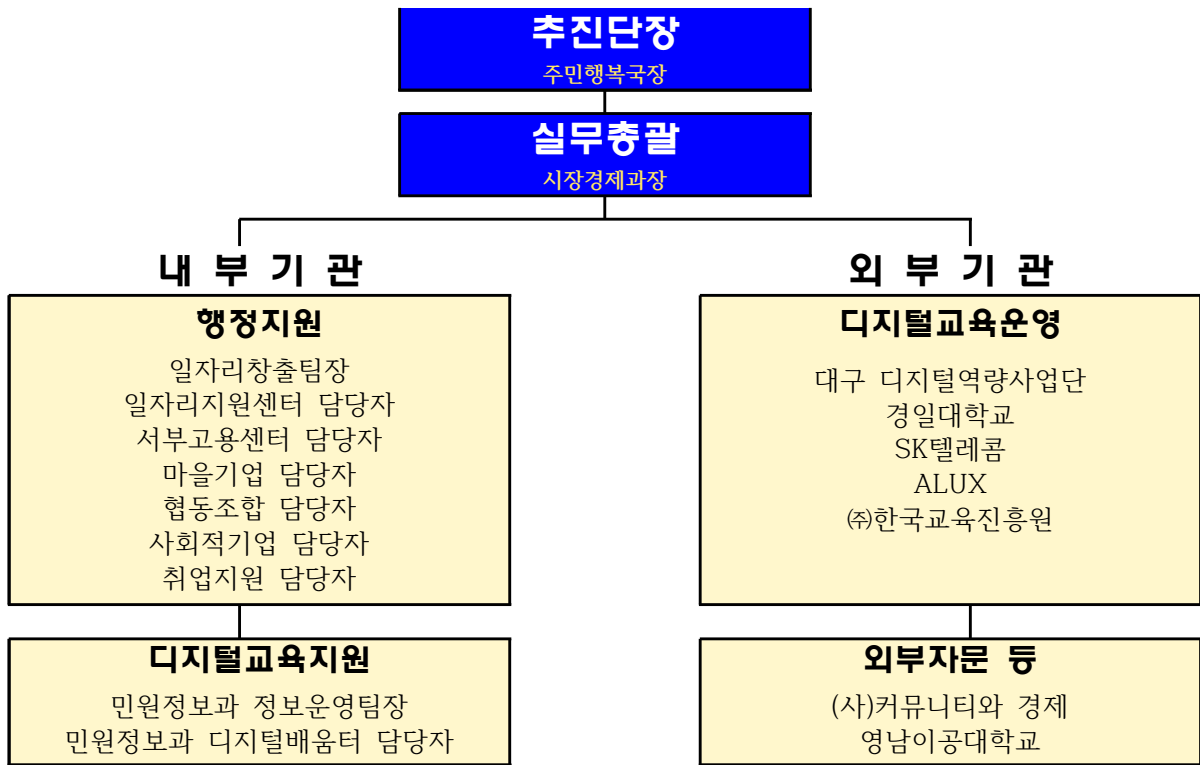 추진단장
주민행복국장
실무총괄
시장경제과장
내 부 기 관
행정지원
일자리창출팀장
일자리지원센터 담당자
서부고용센터 담당자
마을기업 담당자
협동조합 담당자
사회적기업 담당자
취업지원 담당자
디지털교육지원
민원정보과 정보운영팀장
민원정보과 디지털배움터 담당자
외 부 기 관
디지털교육운영
대구 디지털역량사업단
경일대학교
SK텔레콤
ALUX
㈜한국교육진흥원
외부자문 등
(사)커뮤니티와 경제
영남이공대학교